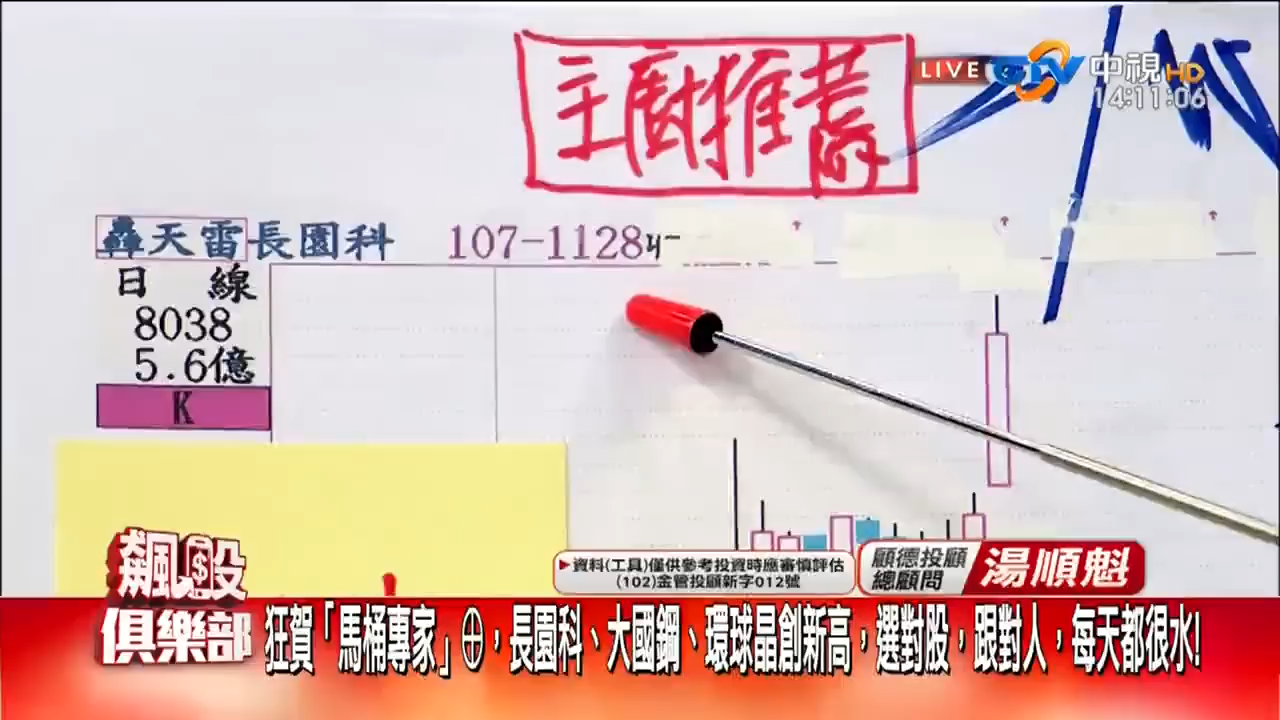 主廚推薦
LIVE CTV 中視HD
14:11:06
驫天雷長園科 107-1128
日 線
8038
5.6億
K
飆股俱樂部
▶資料(工具)僅供參考投資時應審慎評估
(102)金管投顧新字012號
顧德投顧
總顧問
湯順魁
狂賀「馬桶專家」⊕，長園科、大國鋼、環球晶創新高，選對股，跟對人，每天都很水!